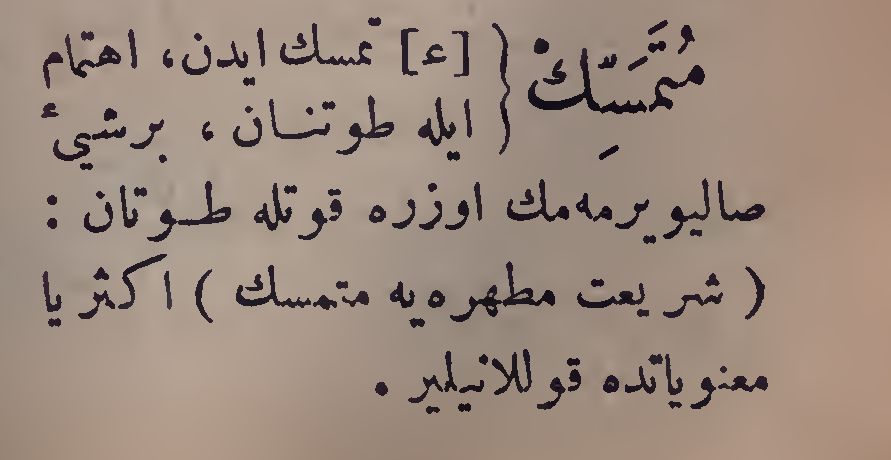 مُتَمَسِّكْ { [ء] تمسك ايدن، اهتمام
ايله طوتنان، برشيئ
صاليويرمه‌مك اوزره قوتله طوتان :
( شريعت مطهره‌يه متمسك ) اكثريا
معنوياتده قوللانيلير .